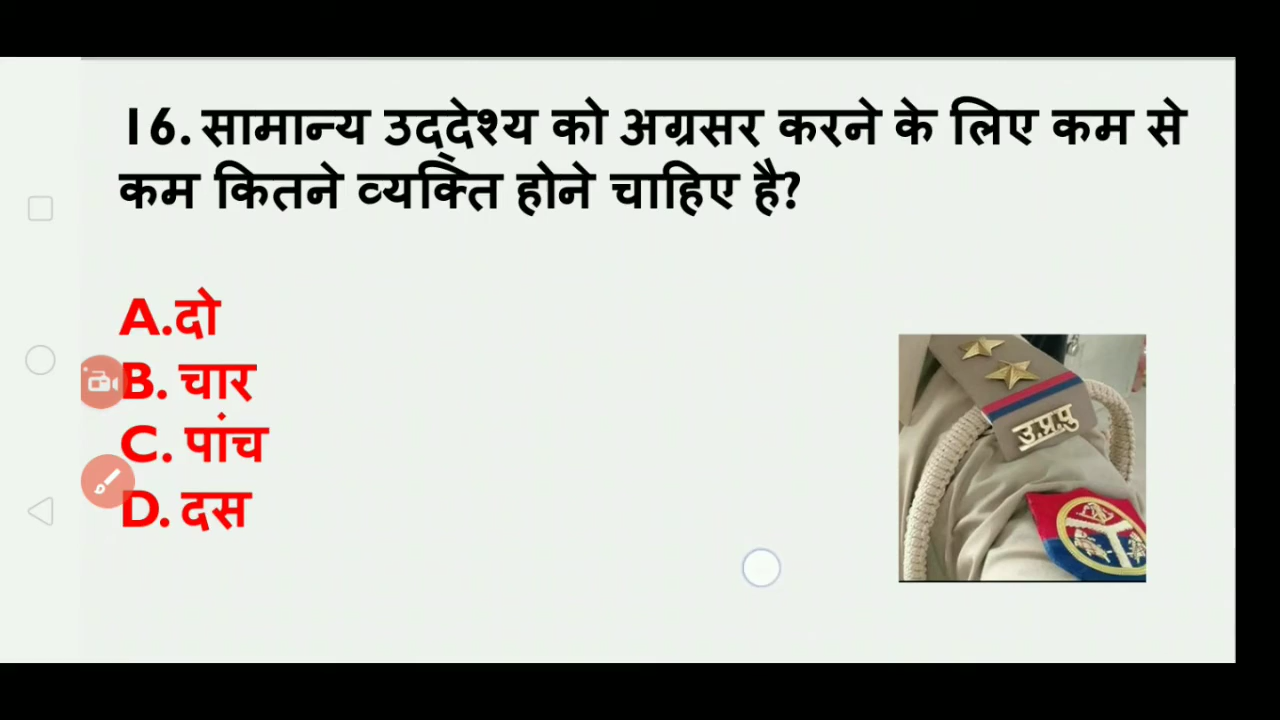 16. सामान्य उद्देश्य को अग्रसर करने के लिए कम से
कम कितने व्यक्ति होने चाहिए है?
A.दो
B. चार
C. पांच
D. दस
उ.प्र.पु